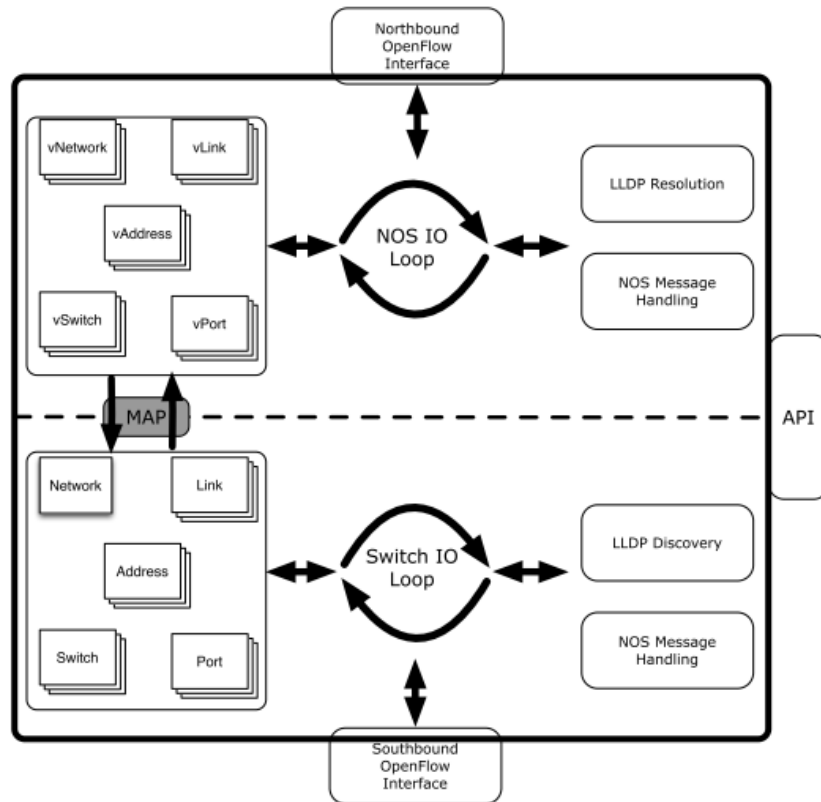 Northbound
OpenFlow
Interface
vNetwork
vLink
vAddress
vSwitch
vPort
NOS IO
Loop
LLDP Resolution
NOS Message
Handling
MAP
API
Network
Link
Address
Switch
Port
Switch IO
Loop
LLDP Discovery
NOS Message
Handling
Southbound
OpenFlow
Interface